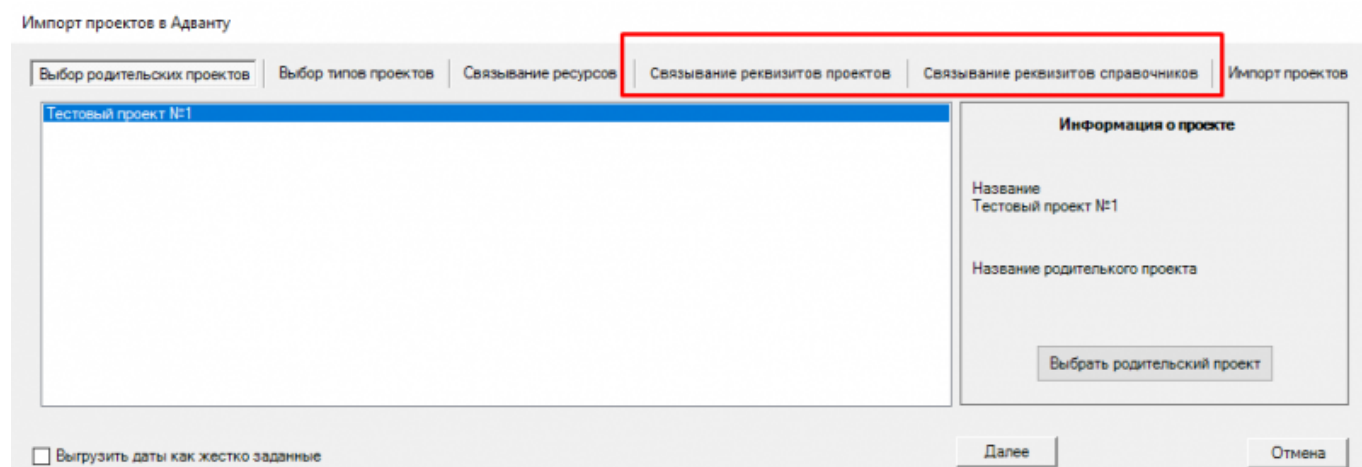 Импорт проектов в Адванту
Выбор родительских проектов Выбор типов проектов Связывание ресурсов Связывание реквизитов проектов Связывание реквизитов справочников Импорт проектов
Тестовый проект №1
Информация о проекте
Название
Тестовый проект №1
Название родителького проекта
Выбрать родительский проект
Выгрузить даты как жестко заданные
Далее
Отмена